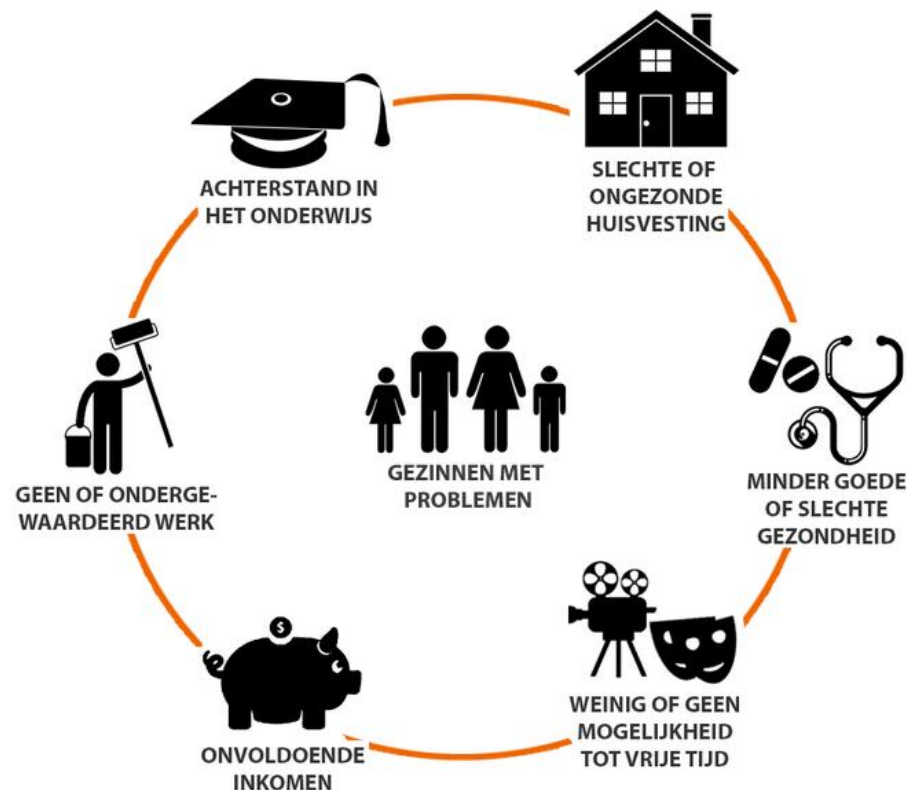 ACHTERSTAND IN
HET ONDERWIJS
SLECHTE OF
ONGEZONDE
HUISVESTING
GEEN OF ONDERGE-
WAARDEERD WERK
GEZINNEN MET
PROBLEMEN
MINDER GOEDE
OF SLECHTE
GEZONDHEID
ONVOLDOENDE
INKOMEN
WEINIG OF GEEN
MOGELIJKHEID
TOT VRIJE TIJD
$